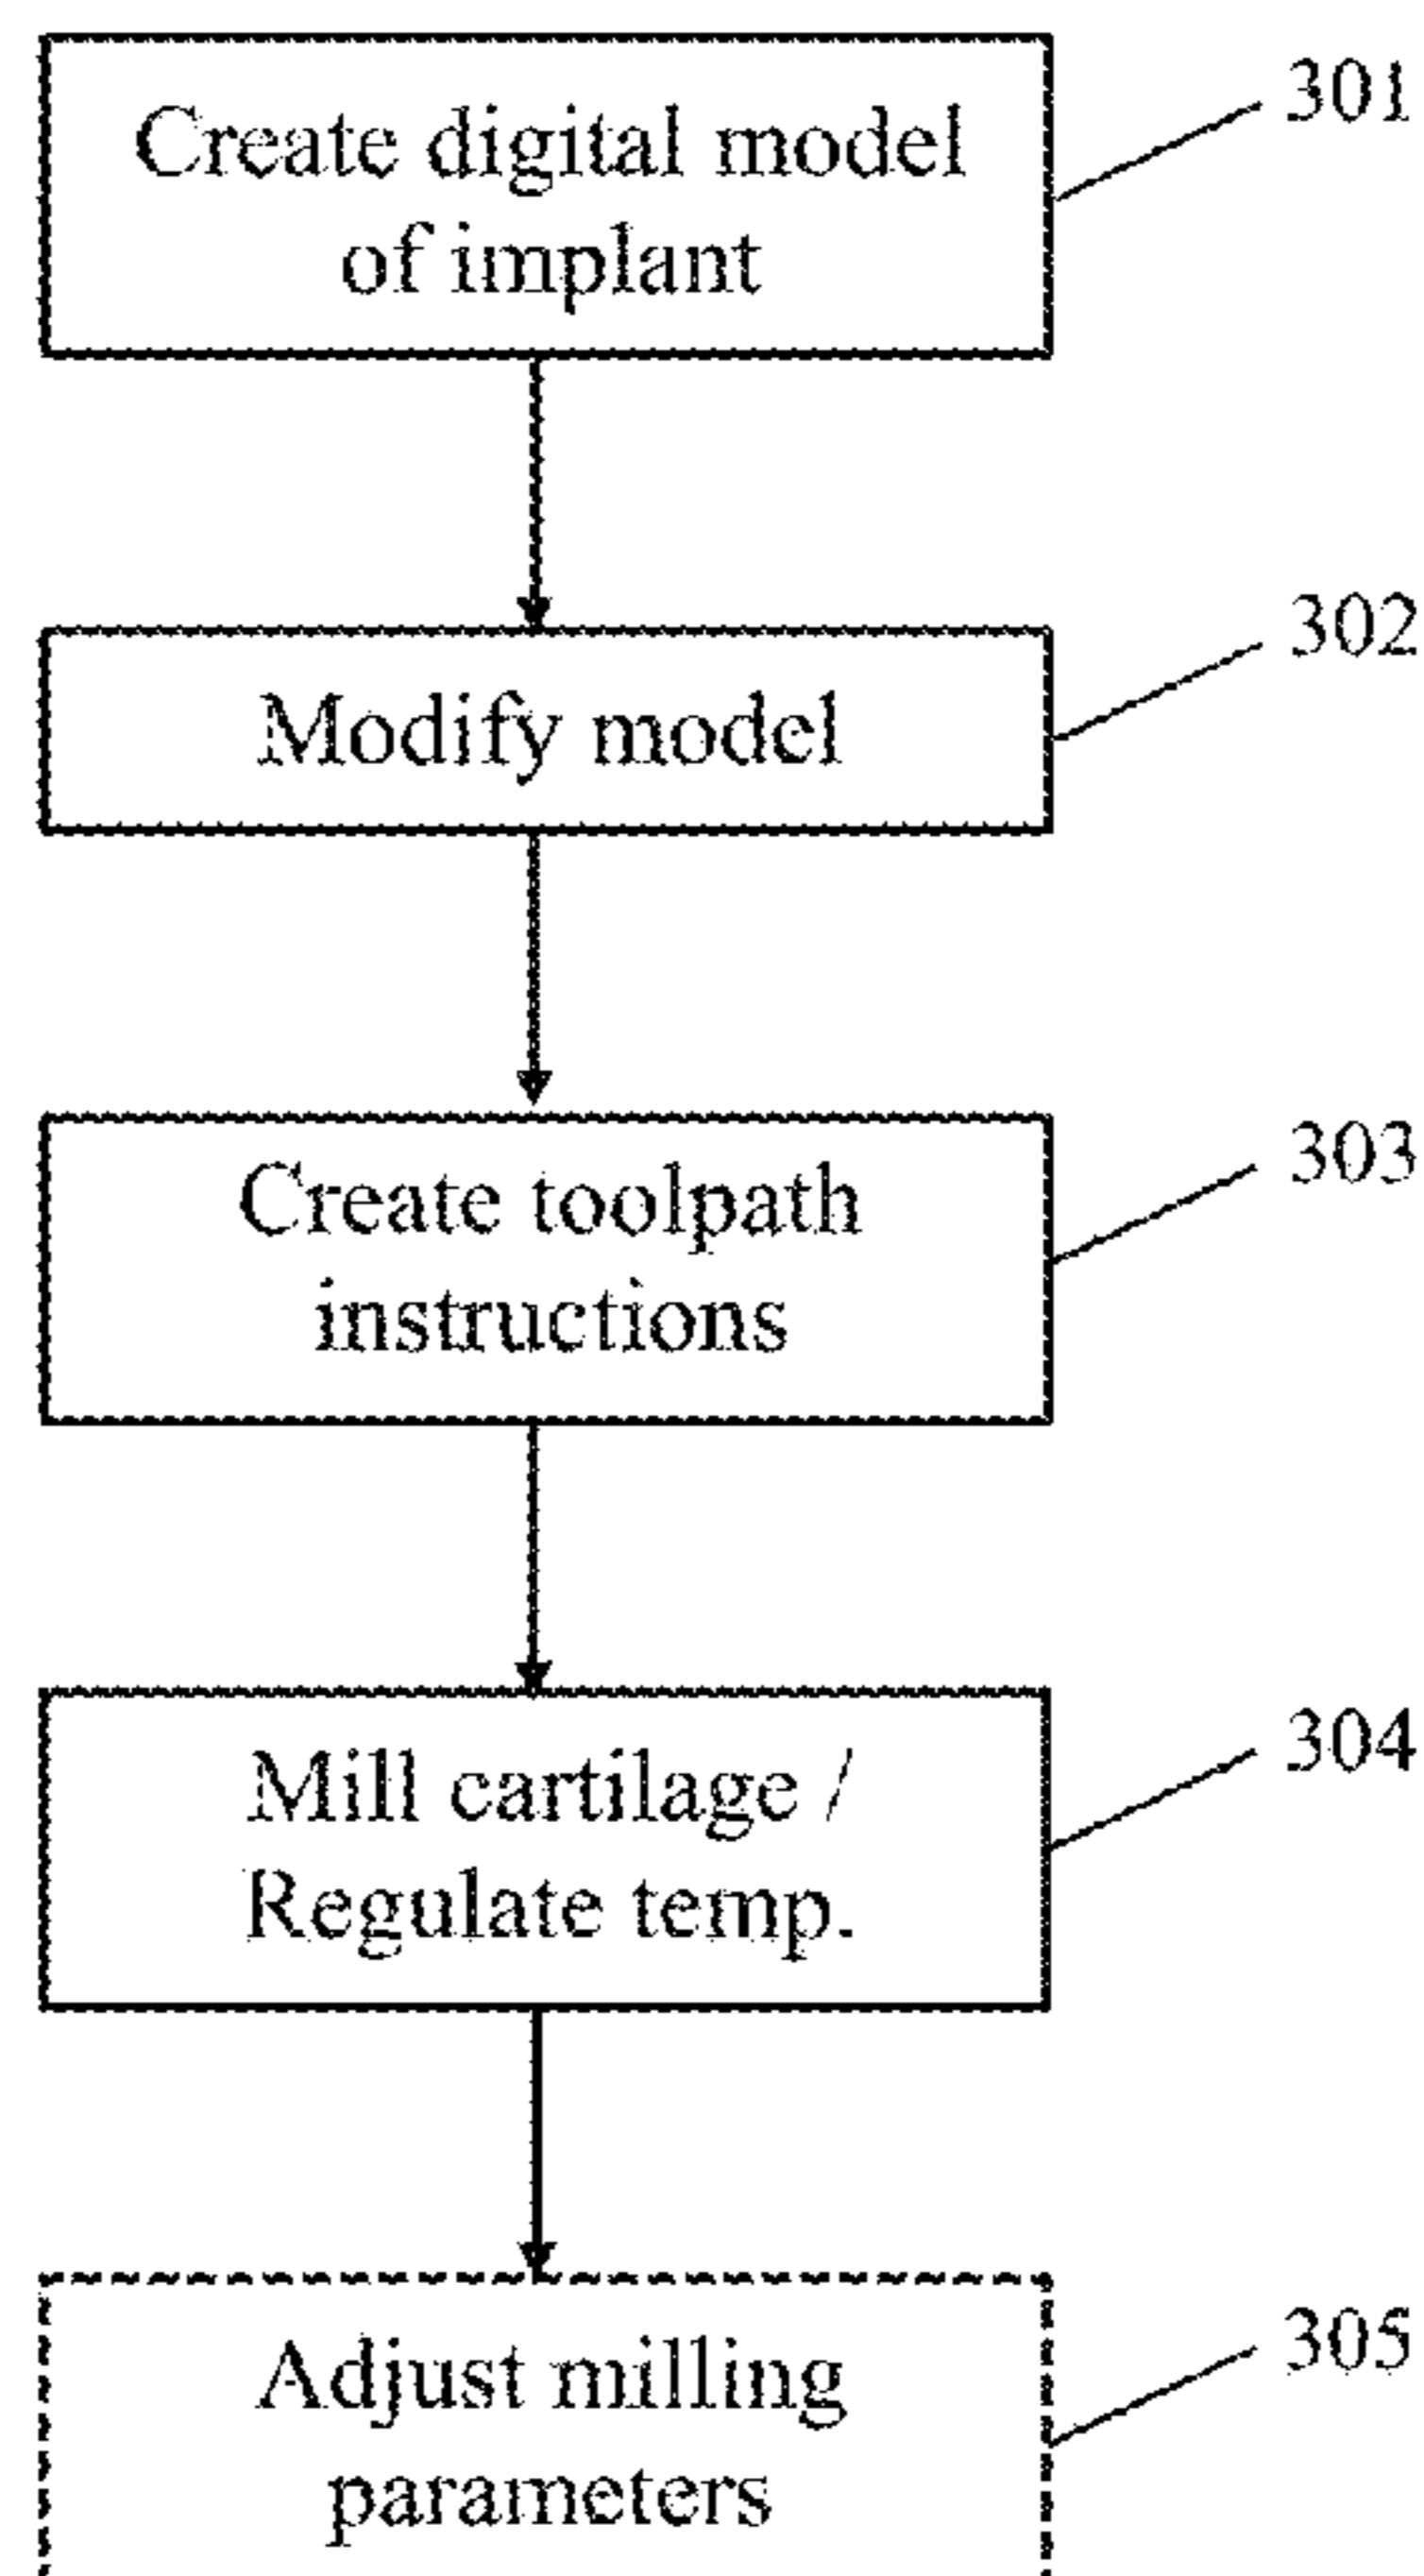 Create digital model
of implant
301
Modify model
302
Create toolpath
instructions
303
Mill cartilage /
Regulate temp.
304
Adjust milling
parameters
305